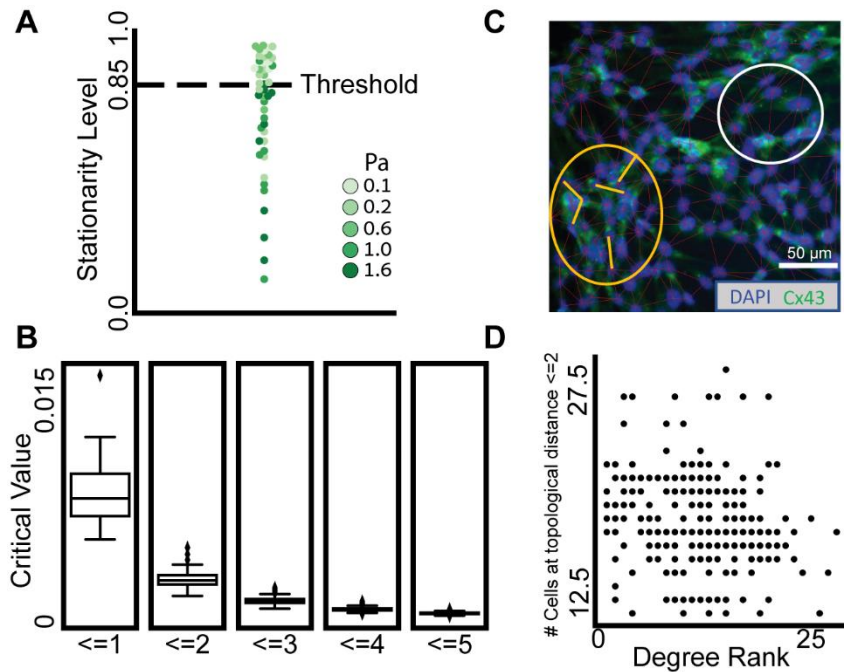 A
Stationarity Level
1.0
0.85
0.0
Threshold
Pa
0.1
0.2
0.6
1.0
1.6
B
Critical Value
0.015
0
<=1
<=2
<=3
<=4
<=5
C
50 µm
DAPI Cx43
D
# Cells at topological distance <=2
27.5
12.5
0
25
Degree Rank